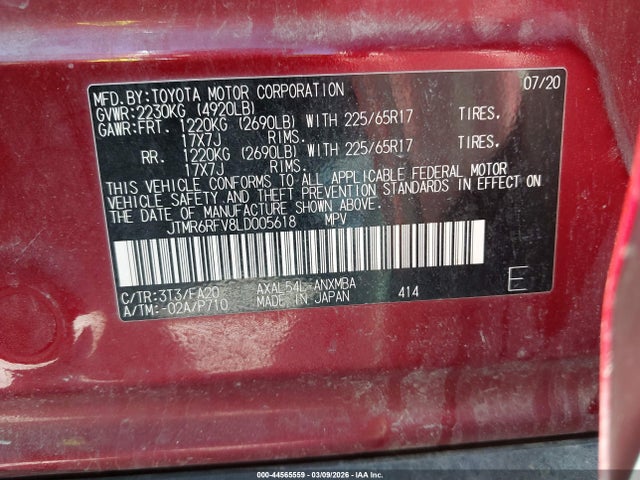 MFD.BY:TOYOTA MOTOR CORPORATION 07/20
GVWR:2230KG (4920LB)
GAWR:FRT. 1220KG (2690LB) WITH 225/65R17 TIRES,
17X7J RIMS.
RR. 1220KG (2690LB) WITH 225/65R17 TIRES,
17X7J RIMS.
THIS VEHICLE CONFORMS TO ALL APPLICABLE FEDERAL MOTOR
VEHICLE SAFETY AND THEFT PREVENTION STANDARDS IN EFFECT ON
THE DATE OF MANUFACTURE SHOWN ABOVE.
JTMR6RFV8LD005618 MPV
C/TR:3T3/FA20 AXAL54L-ANXMBA
A/TM:-02A/P710 MADE IN JAPAN 414
E
000-44565559 - 03/09/2026 - IAA Inc.